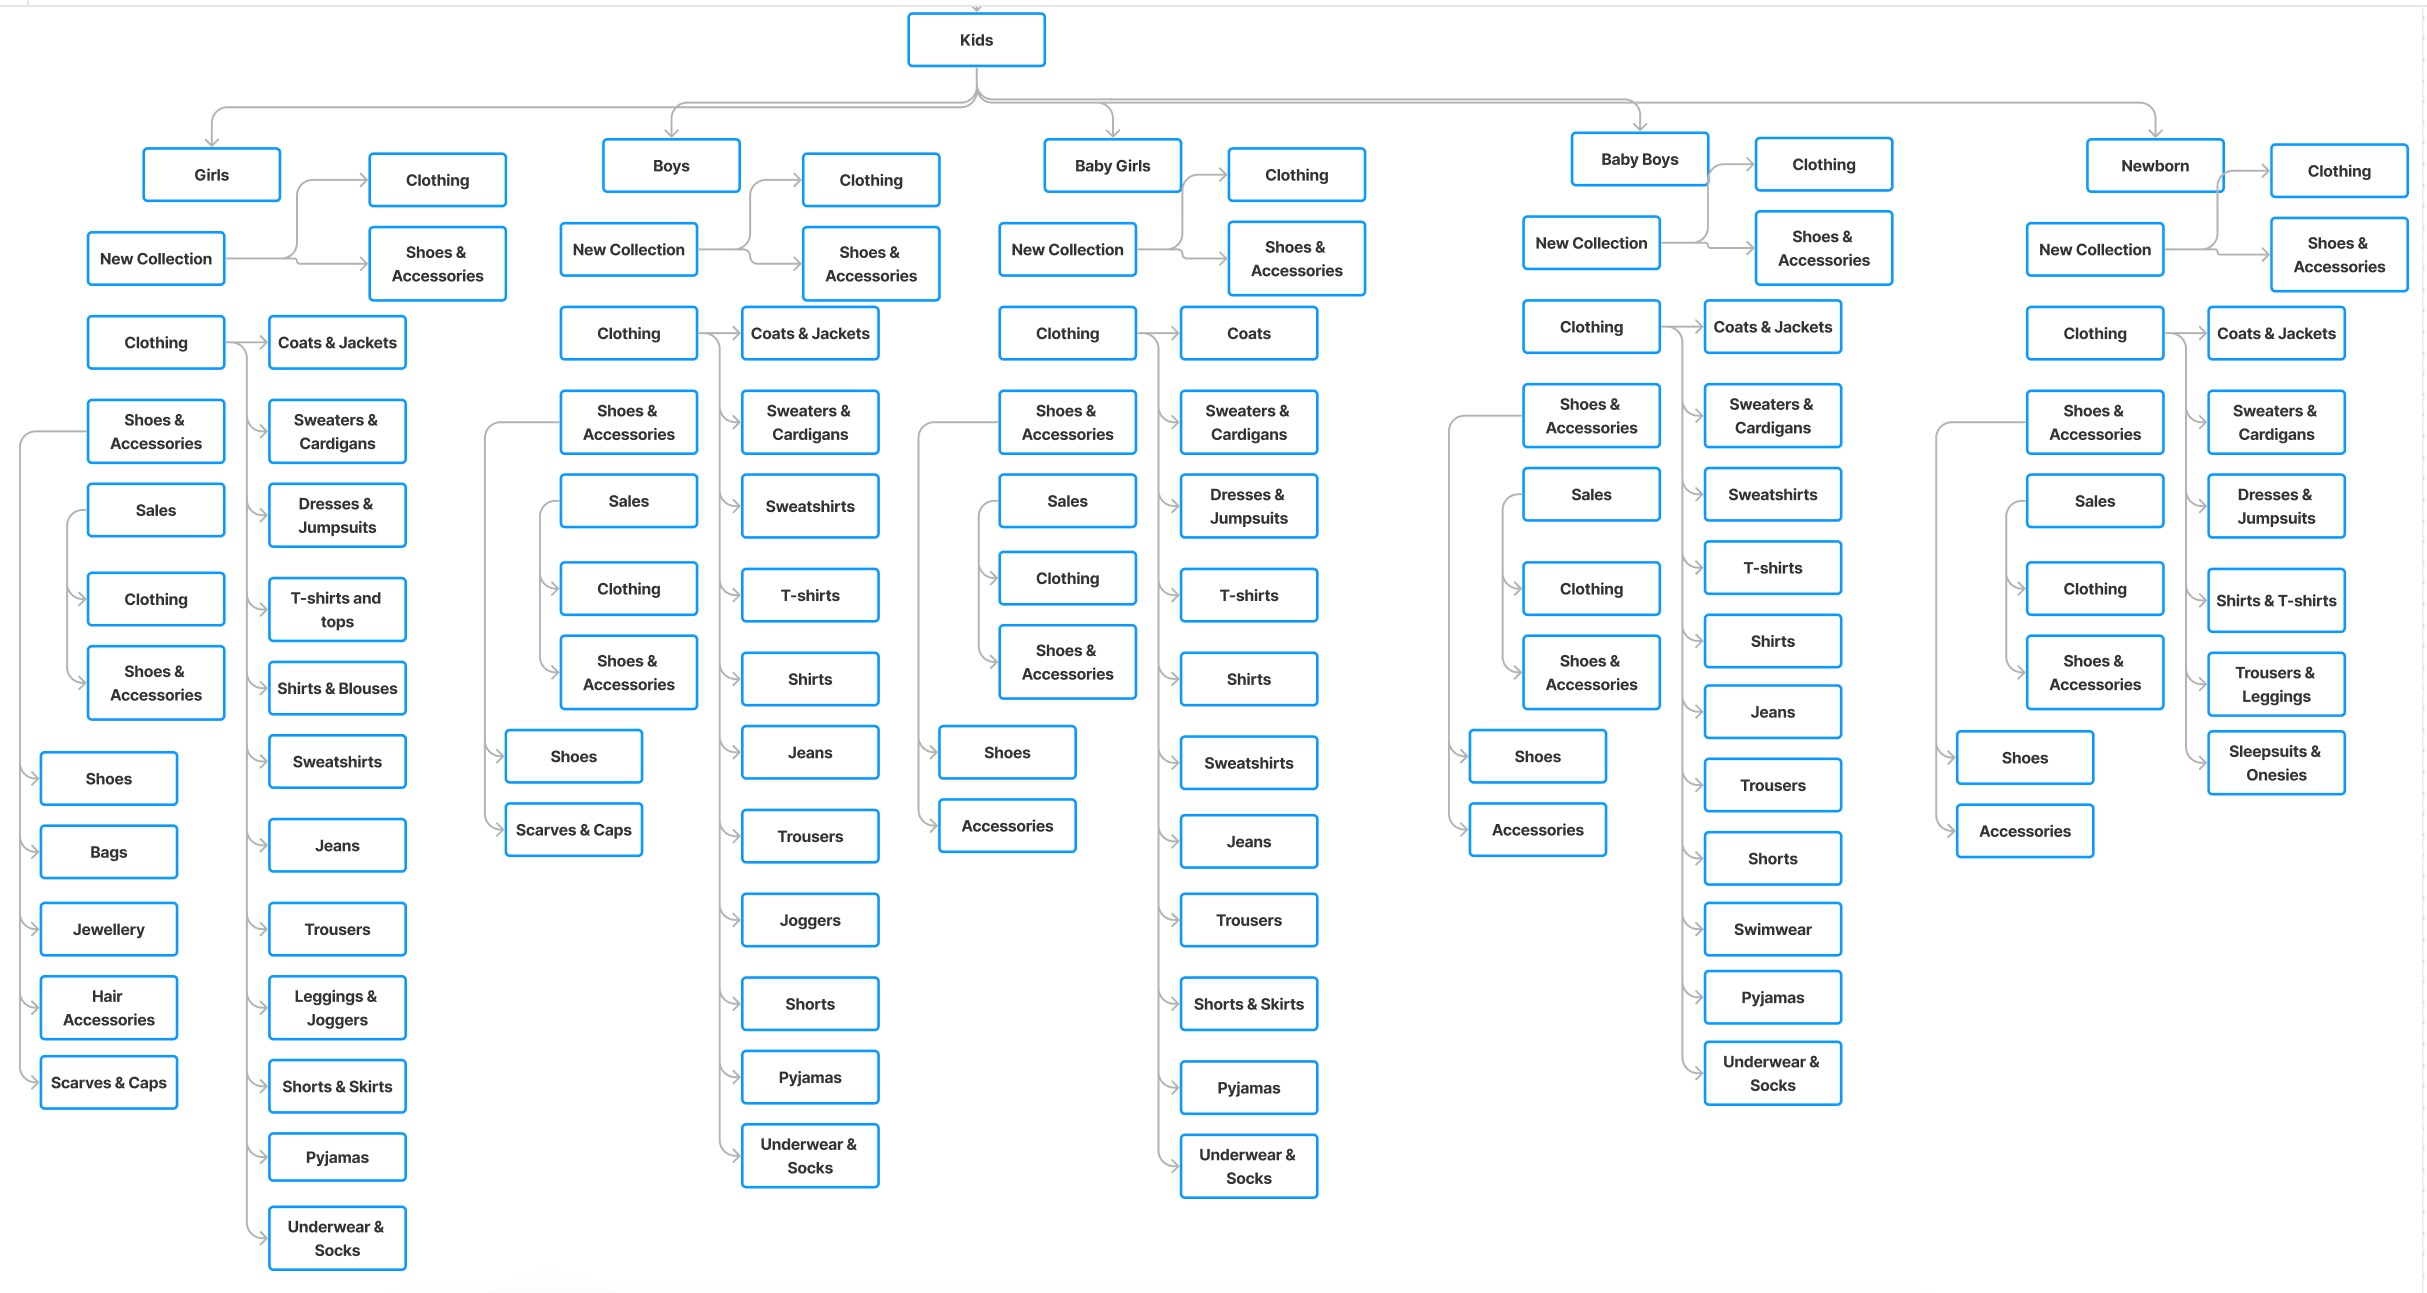 Kids
Girls
New Collection
Clothing
Shoes &
Accessories
Clothing
Coats & Jackets
Sweaters &
Cardigans
Dresses &
Jumpsuits
T-shirts and
tops
Shirts & Blouses
Sweatshirts
Jeans
Trousers
Leggings &
Joggers
Shorts & Skirts
Pyjamas
Underwear &
Socks
Shoes &
Accessories
Sales
Clothing
Shoes &
Accessories
Shoes
Bags
Jewellery
Hair
Accessories
Scarves & Caps
Boys
New Collection
Clothing
Shoes &
Accessories
Clothing
Coats & Jackets
Sweaters &
Cardigans
Sweatshirts
T-shirts
Shirts
Jeans
Trousers
Joggers
Shorts
Pyjamas
Underwear &
Socks
Shoes &
Accessories
Sales
Clothing
Shoes &
Accessories
Shoes
Scarves & Caps
Baby Girls
New Collection
Clothing
Shoes &
Accessories
Clothing
Coats
Sweaters &
Cardigans
Dresses &
Jumpsuits
T-shirts
Shirts
Sweatshirts
Jeans
Trousers
Shorts & Skirts
Pyjamas
Underwear &
Socks
Shoes &
Accessories
Sales
Clothing
Shoes &
Accessories
Shoes
Accessories
Baby Boys
New Collection
Clothing
Shoes &
Accessories
Clothing
Coats & Jackets
Sweaters &
Cardigans
Sweatshirts
T-shirts
Shirts
Jeans
Trousers
Shorts
Swimwear
Pyjamas
Underwear &
Socks
Shoes &
Accessories
Sales
Clothing
Shoes &
Accessories
Shoes
Accessories
Newborn
New Collection
Clothing
Shoes &
Accessories
Clothing
Coats & Jackets
Sweaters &
Cardigans
Dresses &
Jumpsuits
Shirts & T-shirts
Trousers &
Leggings
Sleepsuits &
Onesies
Shoes &
Accessories
Sales
Clothing
Shoes &
Accessories
Shoes
Accessories